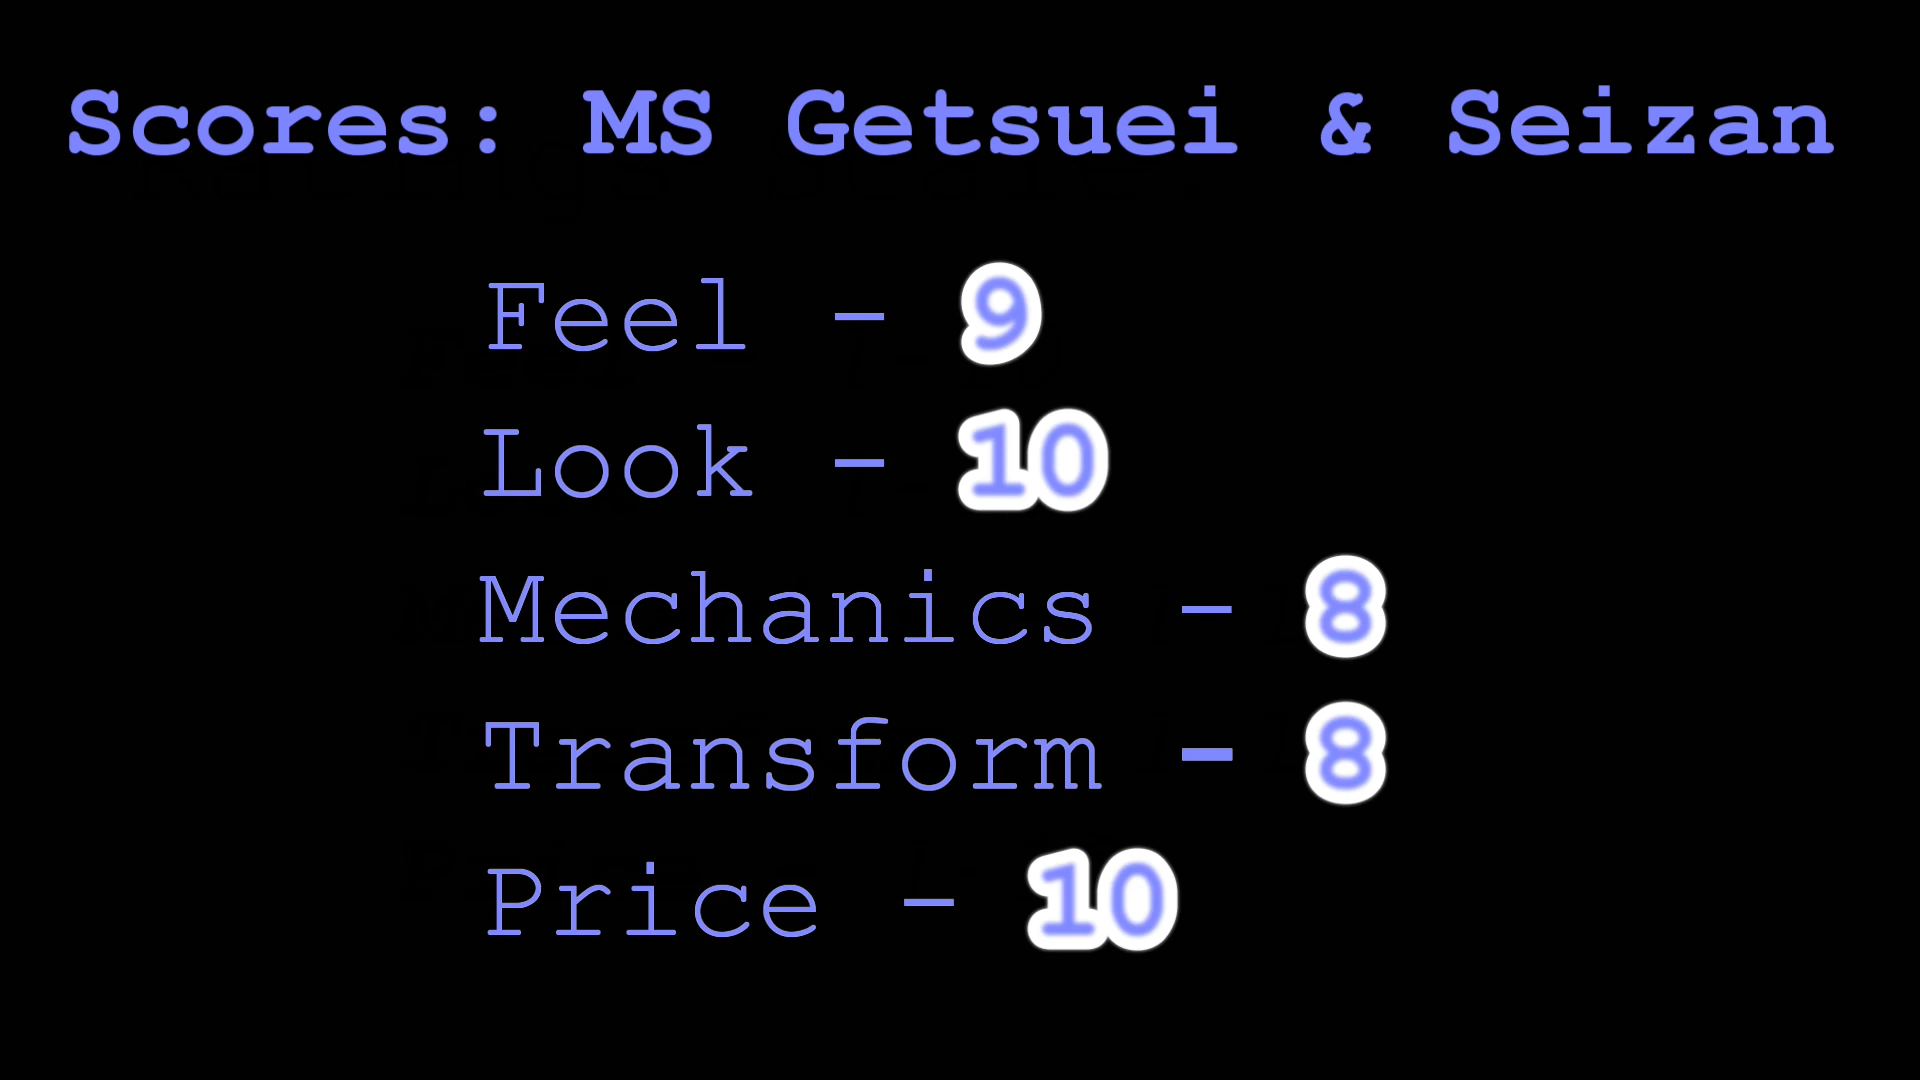 Scores: MS Getsuei & Seizan
Feel - 9
Look - 10
Mechanics - 8
Transform - 8
Price - 10